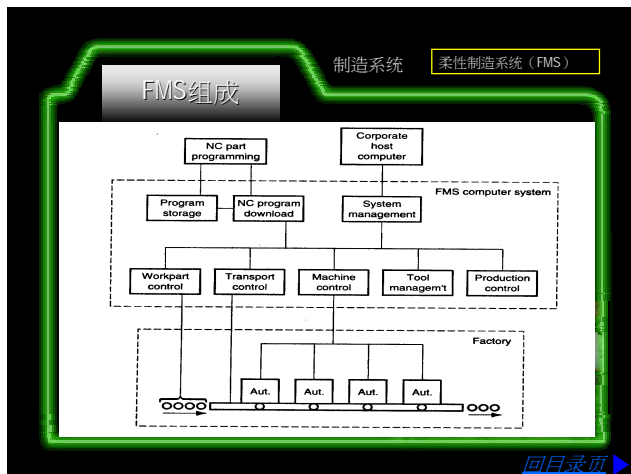 制造系统
柔性制造系统（FMS）
FMS组成
NC part
programming
Corporate
host
computer
FMS computer system
Program
storage
NC program
download
System
management
Workpart
control
Transport
control
Machine
control
Tool
managem't
Production
control
Factory
Aut.
Aut.
Aut.
Aut.
回目录页